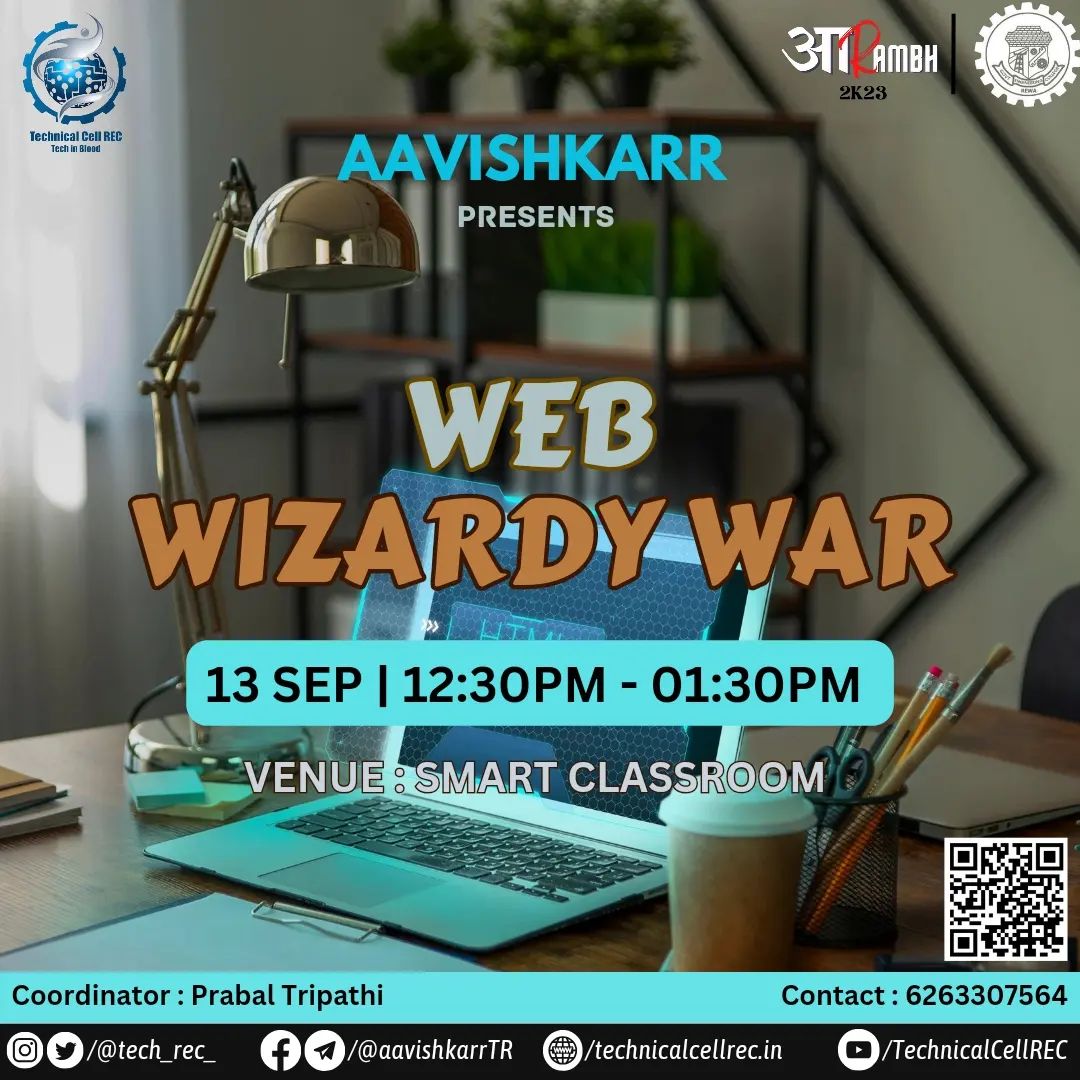 Technical Cell REC
Tech in Blood
आRAMBH
2K23
REWA
AAVISHKARR
PRESENTS
WEB
WIZARDY WAR
13 SEP | 12:30PM - 01:30PM
VENUE : SMART CLASSROOM
Coordinator : Prabal Tripathi
Contact : 6263307564
/@tech_rec_
/@aavishkarrTR
/technicalcellrec.in
/TechnicalCellREC